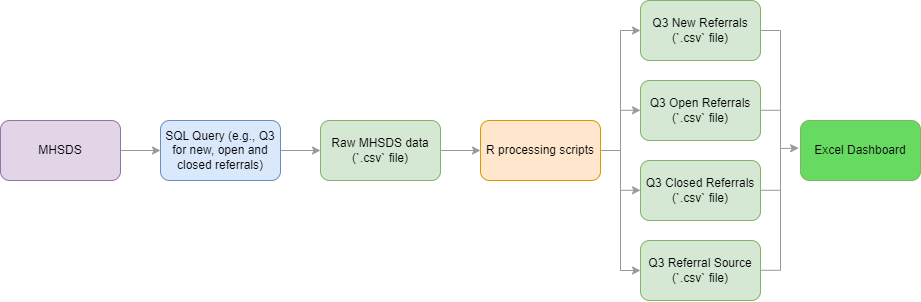 MHSDS
SQL Query (e.g., Q3
for new, open and
closed referrals)
Raw MHSDS data
(`.csv` file)
R processing scripts
Q3 New Referrals
(`.csv` file)
Q3 Open Referrals
(`.csv` file)
Q3 Closed Referrals
(`.csv` file)
Q3 Referral Source
(`.csv` file)
Excel Dashboard